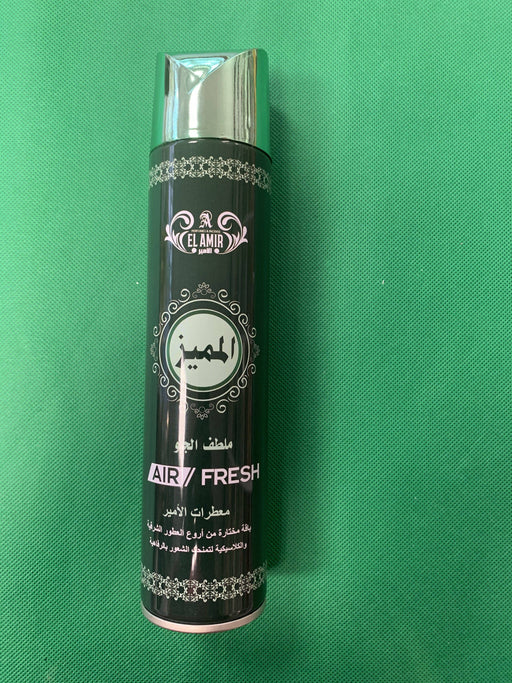 EL AMIR
الأمير
المميز
ملطف الجو
AIR / FRESH
معطرات الأمير
باقة مختارة من أروع العطور الشرقية
والكلاسيكية لتمنحك الشعور بالرفاهية